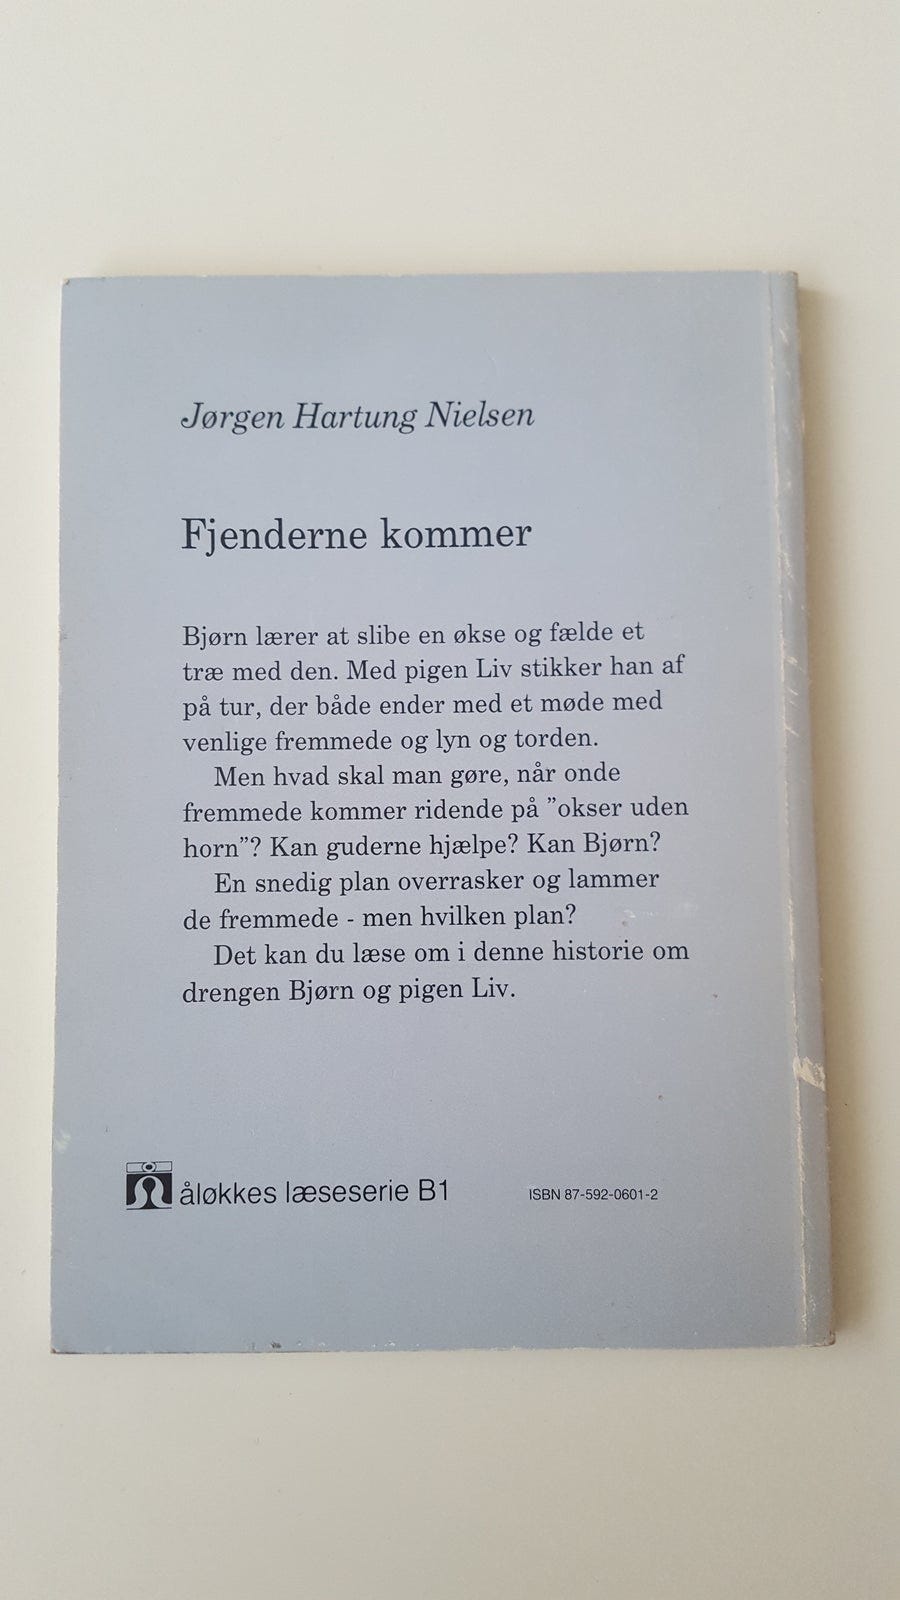 Jørgen Hartung Nielsen
Fjenderne kommer
Bjørn lærer at slibe en økse og fælde et
træ med den. Med pigen Liv stikker han af
på tur, der både ender med et møde med
venlige fremmede og lyn og torden.
Men hvad skal man gøre, når onde
fremmede kommer ridende på ”okser uden
horn”? Kan guderne hjælpe? Kan Bjørn?
En snedig plan overrasker og lammer
de fremmede - men hvilken plan?
Det kan du læse om i denne historie om
drengen Bjørn og pigen Liv.
åløkkes læseserie B1
ISBN 87-592-0601-2